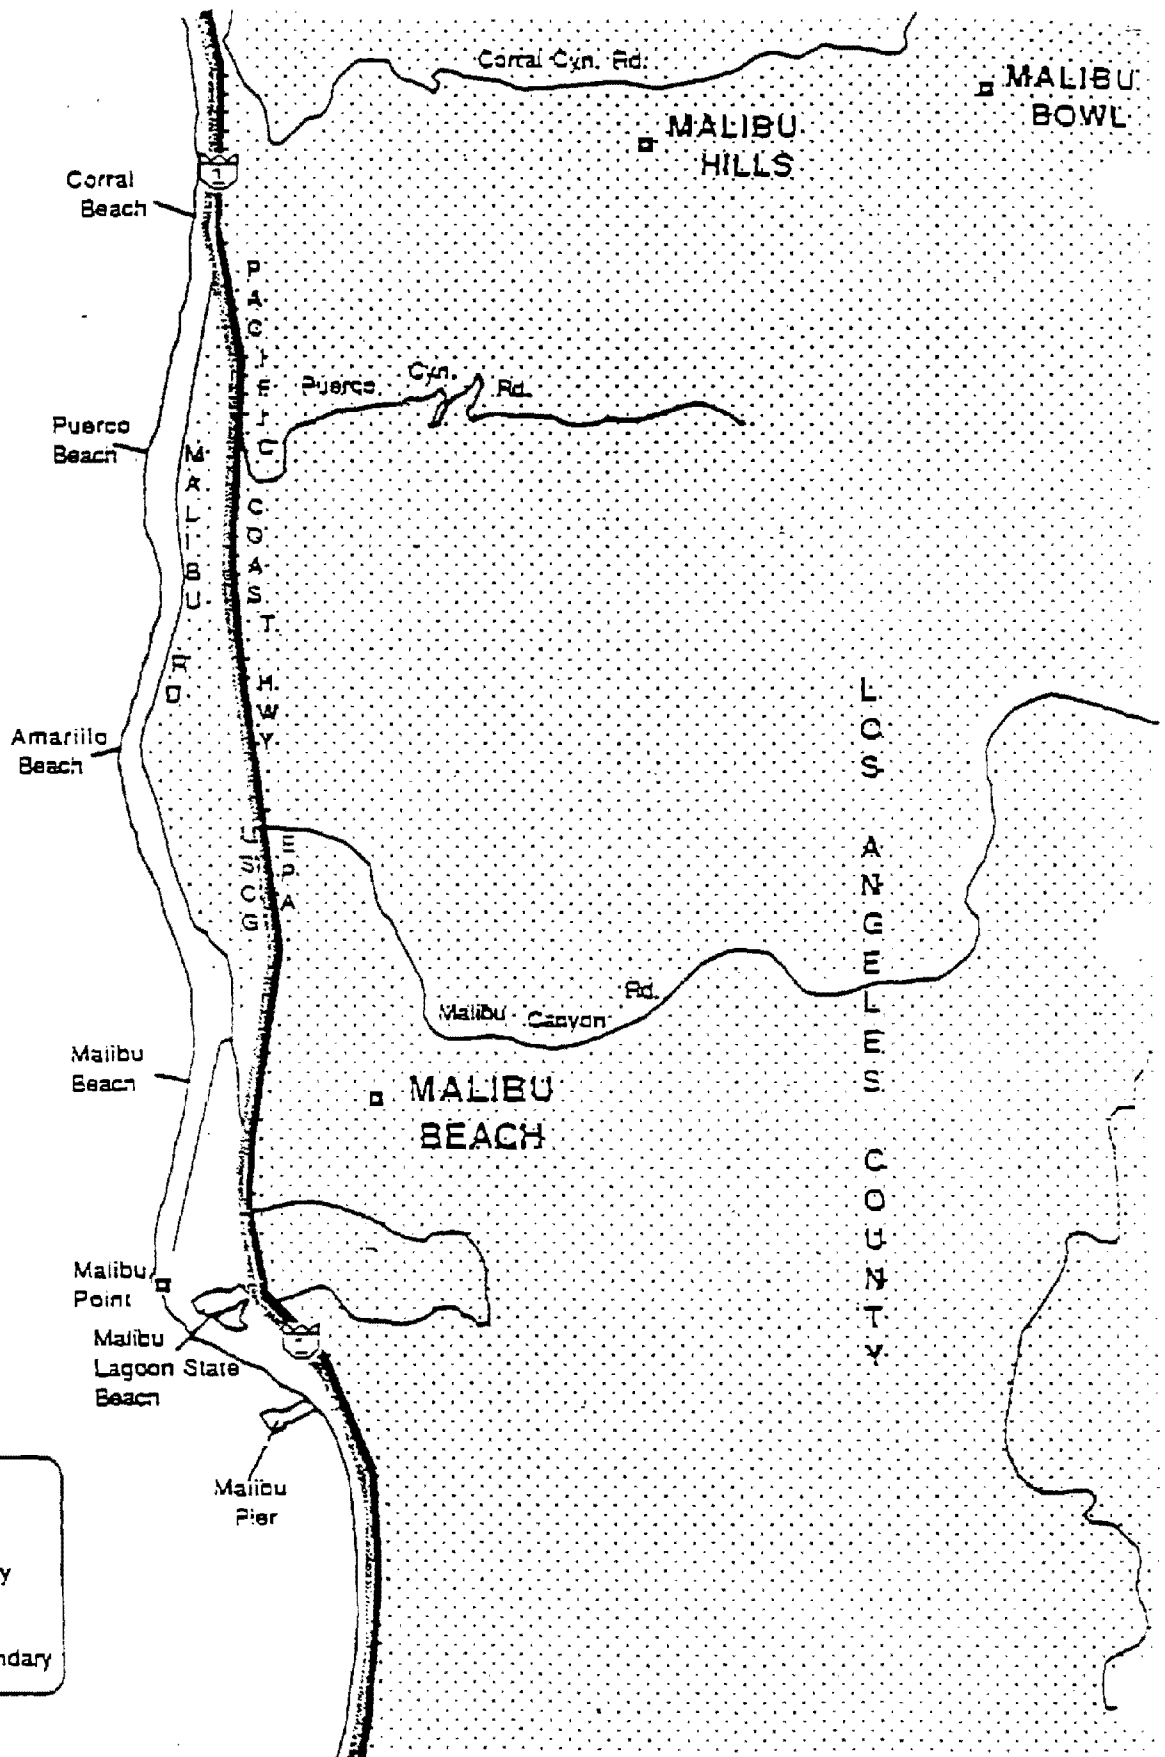 Corral Cyn. Rd.
MALIBU
BOWL
MALIBU
HILLS
1
Corral
Beach
PACIFIC COAST HWY
Puerco Cyn. Rd.
Puerco
Beach
MALIBU RD
LOS ANGELES COUNTY
Amarillo
Beach
USCG
EPA
Malibu Canyon Rd.
Malibu
Beach
MALIBU
BEACH
Malibu
Point
Malibu
Lagoon State
Beach
Malibu
Pier
y
ndary